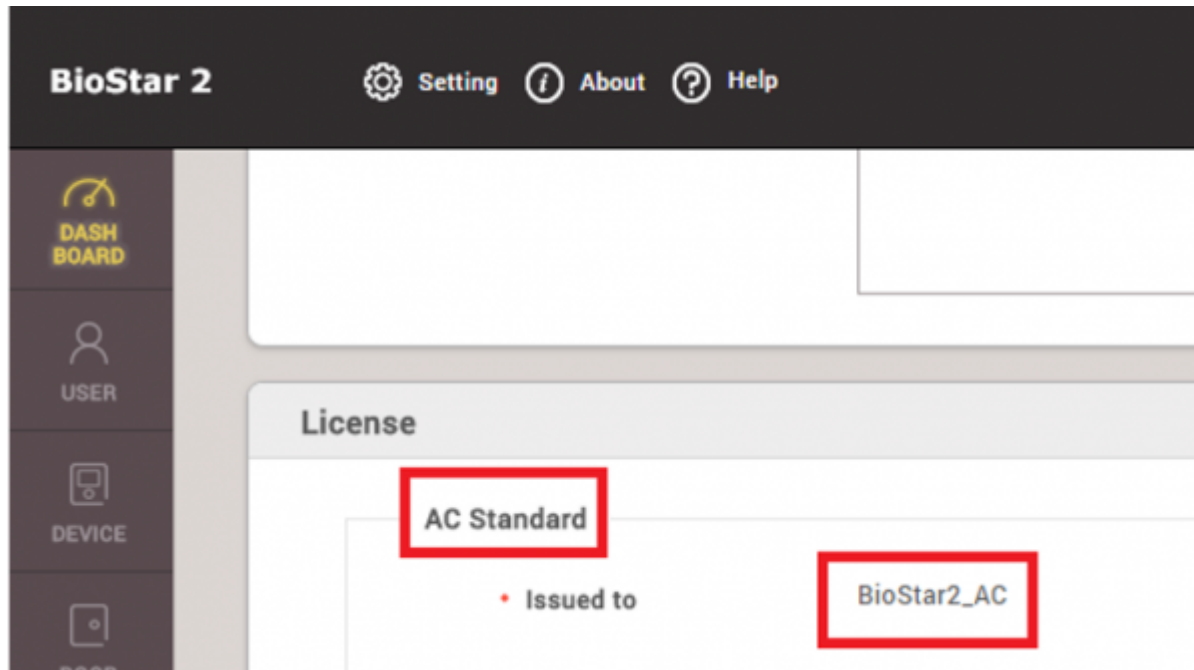 BioStar 2
Setting
About
Help
DASH
BOARD
USER
DEVICE
License
AC Standard
Issued to
BioStar2_AC